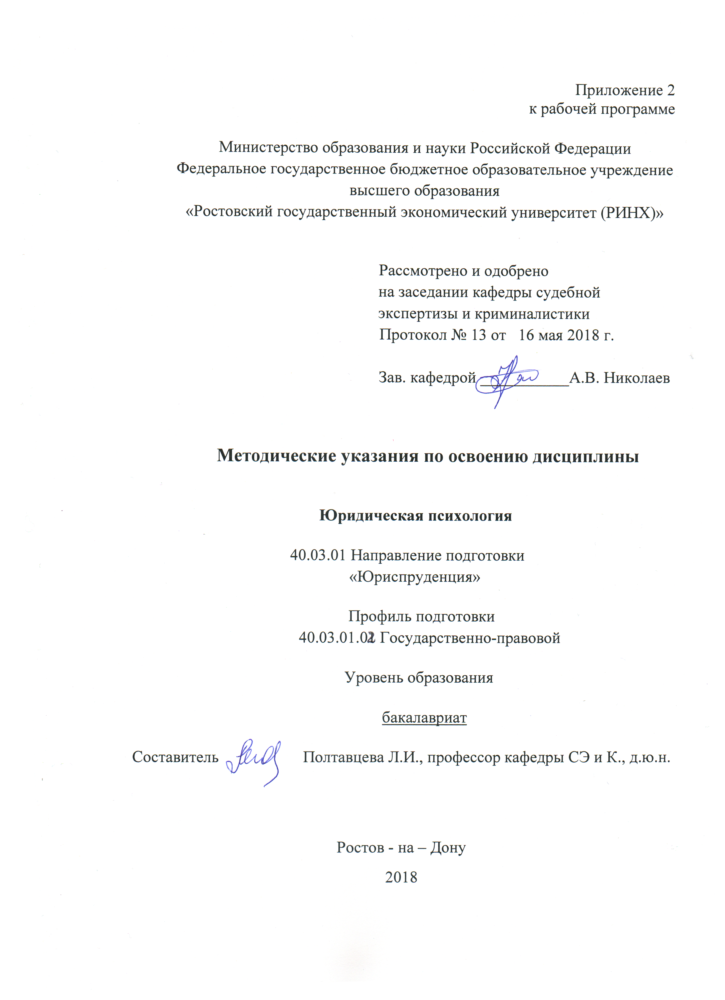 Приложение 2
к рабочей программе
Министерство образования и науки Российской Федерации
Федеральное государственное бюджетное образовательное учреждение
высшего образования
«Ростовский государственный экономический университет (РИНХ)»
Рассмотрено и одобрено
на заседании кафедры судебной
экспертизы и криминалистики
Протокол № 13 от 16 мая 2018 г.
Зав. кафедрой ___________А.В. Николаев
Методические указания по освоению дисциплины
Юридическая психология
40.03.01 Направление подготовки
«Юриспруденция»
Профиль подготовки
40.03.01.02 Государственно-правовой
Уровень образования
бакалавриат
Составитель Полтавцева Л.И., профессор кафедры СЭ и К., д.ю.н.
Ростов - на – Дону
2018